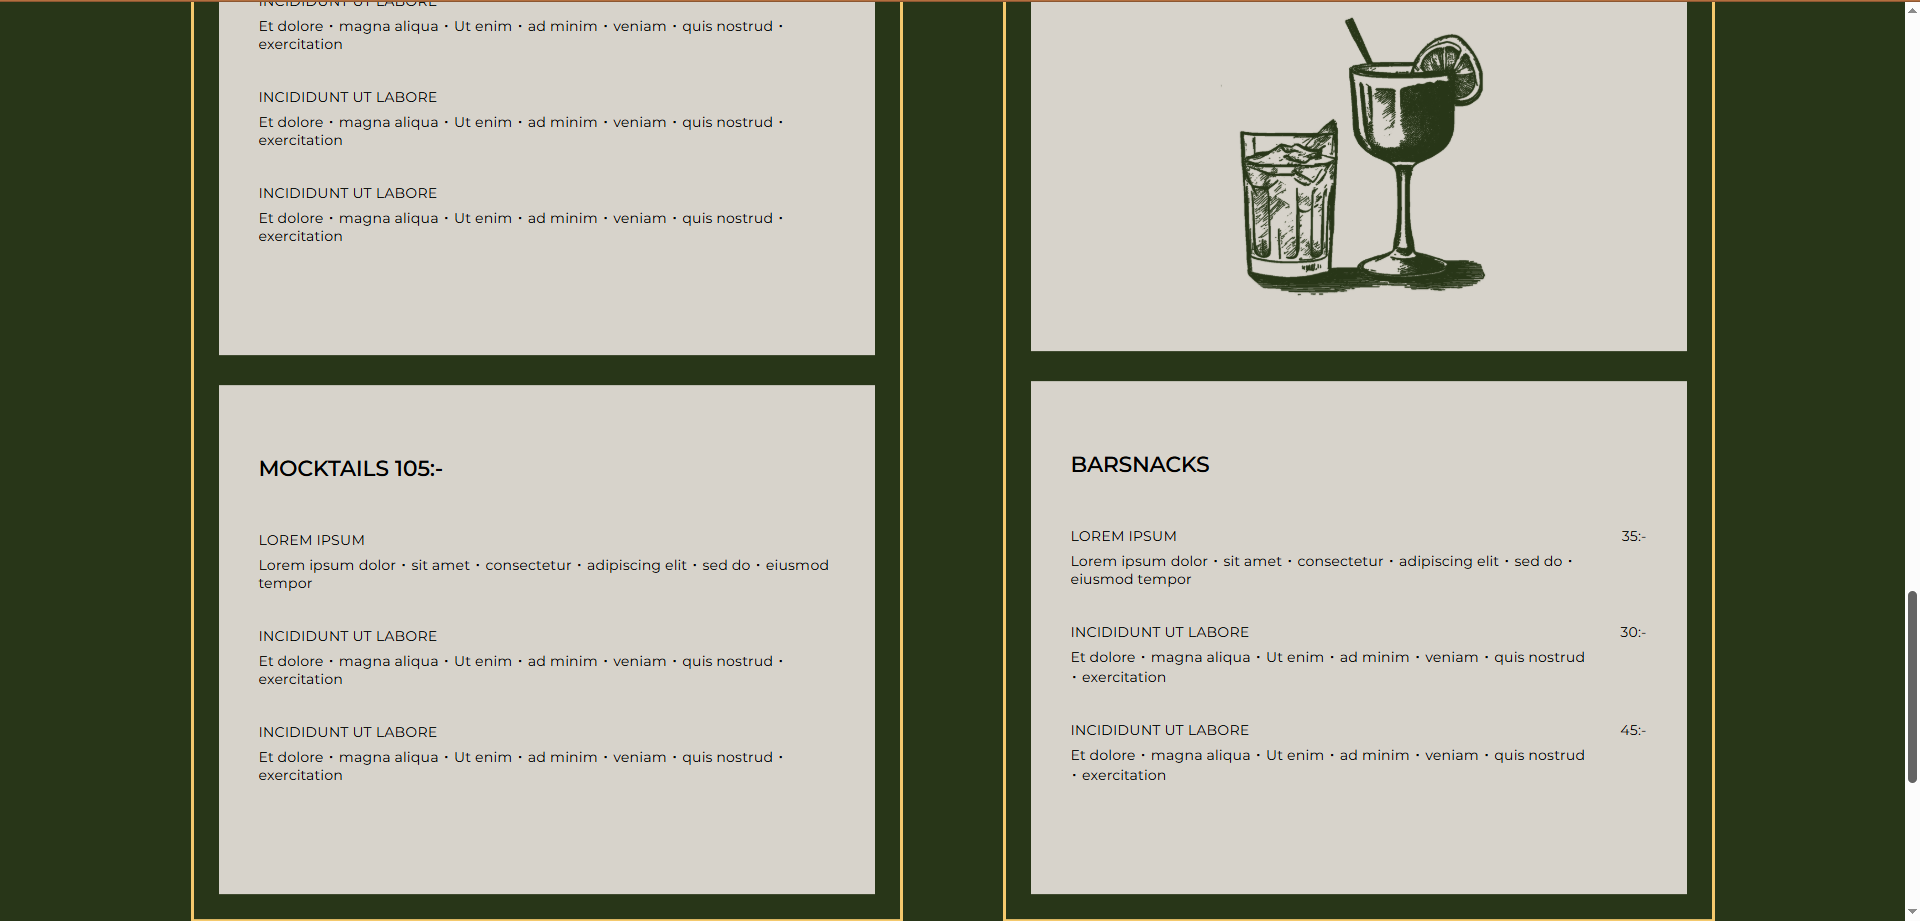 INCIDIDUNT UT LABORE
Et dolore • magna aliqua • Ut enim • ad minim • veniam • quis nostrud •
exercitation
INCIDIDUNT UT LABORE
Et dolore • magna aliqua • Ut enim • ad minim • veniam • quis nostrud •
exercitation
INCIDIDUNT UT LABORE
Et dolore • magna aliqua • Ut enim • ad minim • veniam • quis nostrud •
exercitation
MOCKTAILS 105:-
LOREM IPSUM
Lorem ipsum dolor • sit amet • consectetur • adipiscing elit • sed do • eiusmod
tempor
INCIDIDUNT UT LABORE
Et dolore • magna aliqua • Ut enim • ad minim • veniam • quis nostrud •
exercitation
INCIDIDUNT UT LABORE
Et dolore • magna aliqua • Ut enim • ad minim • veniam • quis nostrud •
exercitation
BARSNACKS
LOREM IPSUM 35:-
Lorem ipsum dolor • sit amet • consectetur • adipiscing elit • sed do •
eiusmod tempor
INCIDIDUNT UT LABORE 30:-
Et dolore • magna aliqua • Ut enim • ad minim • veniam • quis nostrud
• exercitation
INCIDIDUNT UT LABORE 45:-
Et dolore • magna aliqua • Ut enim • ad minim • veniam • quis nostrud
• exercitation